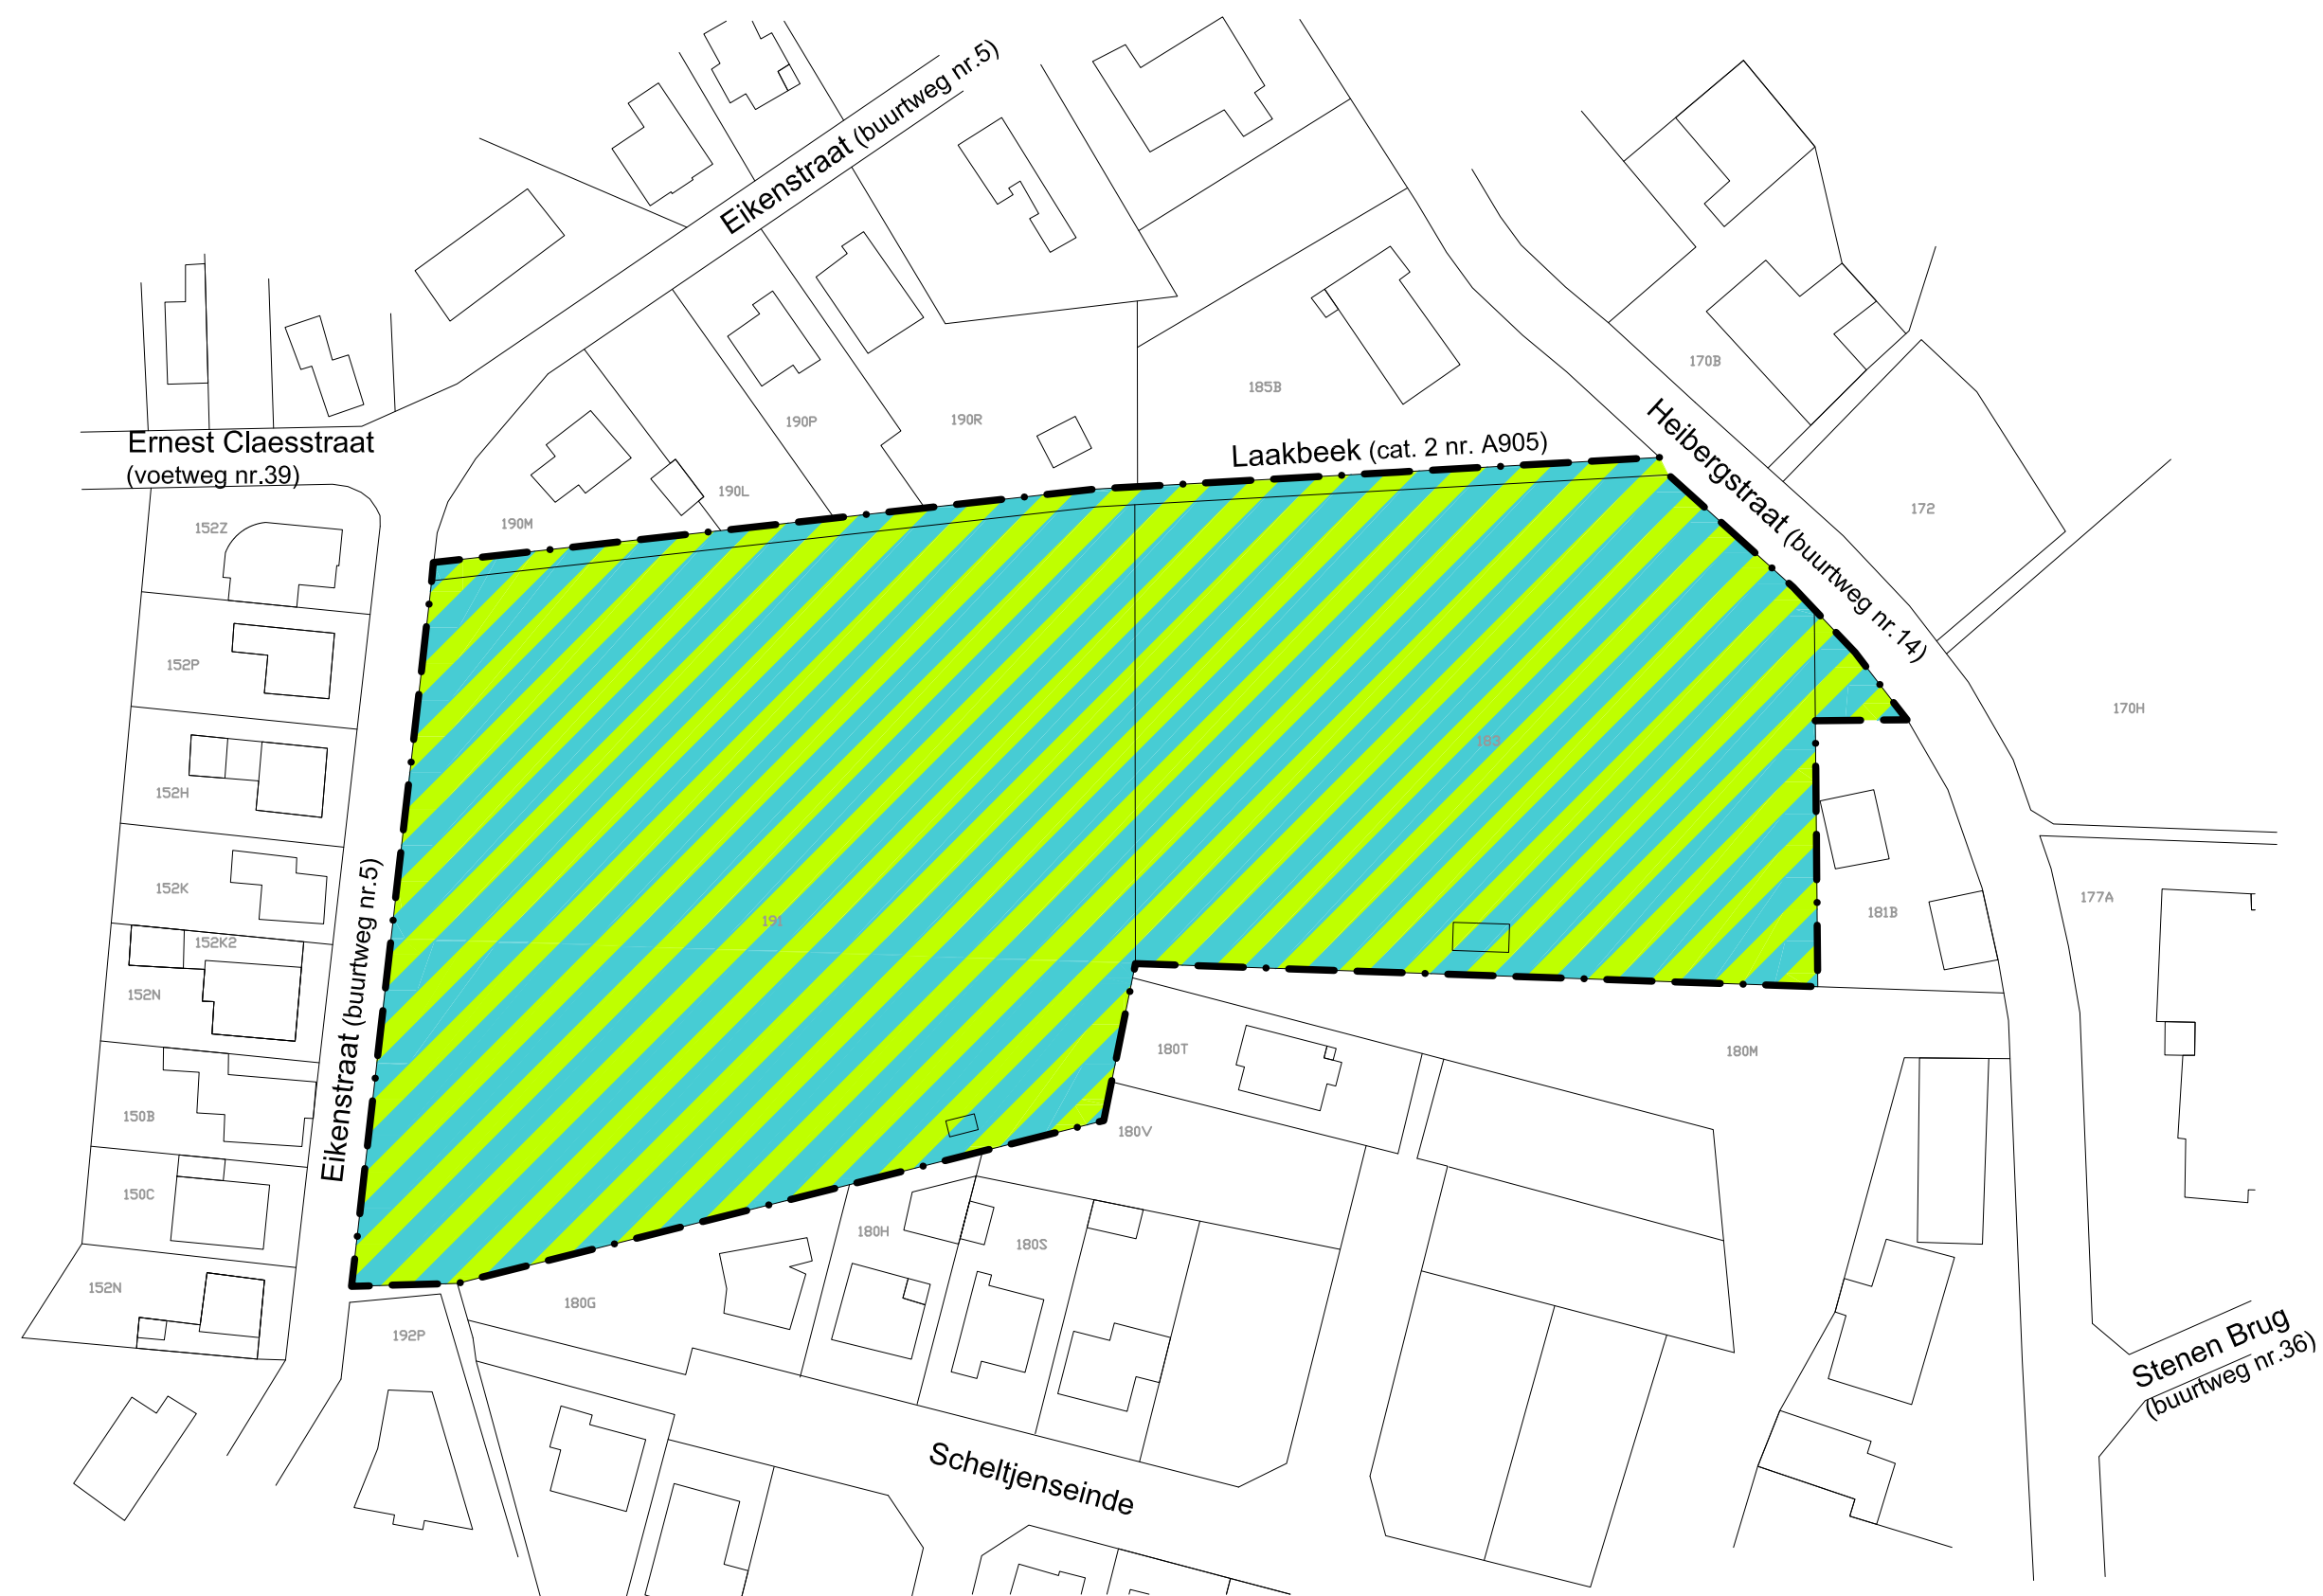 Eikenstraat (buurtweg nr.5)
Ernest Claesstraat
(voetweg nr.39)
Laakbeek (cat. 2 nr. A905)
Heibergstraat (buurtweg nr.14)
170B
185B
190P
190R
190L
190M
152Z
172
152P
170H
183
152H
152K
177A
181B
191
152K2
152N
Eikenstraat (buurtweg nr.5)
180T
180M
150B
180V
150C
180H
180S
152N
180G
192P
Stenen Brug
(buurtweg nr.36)
Scheltjenseinde